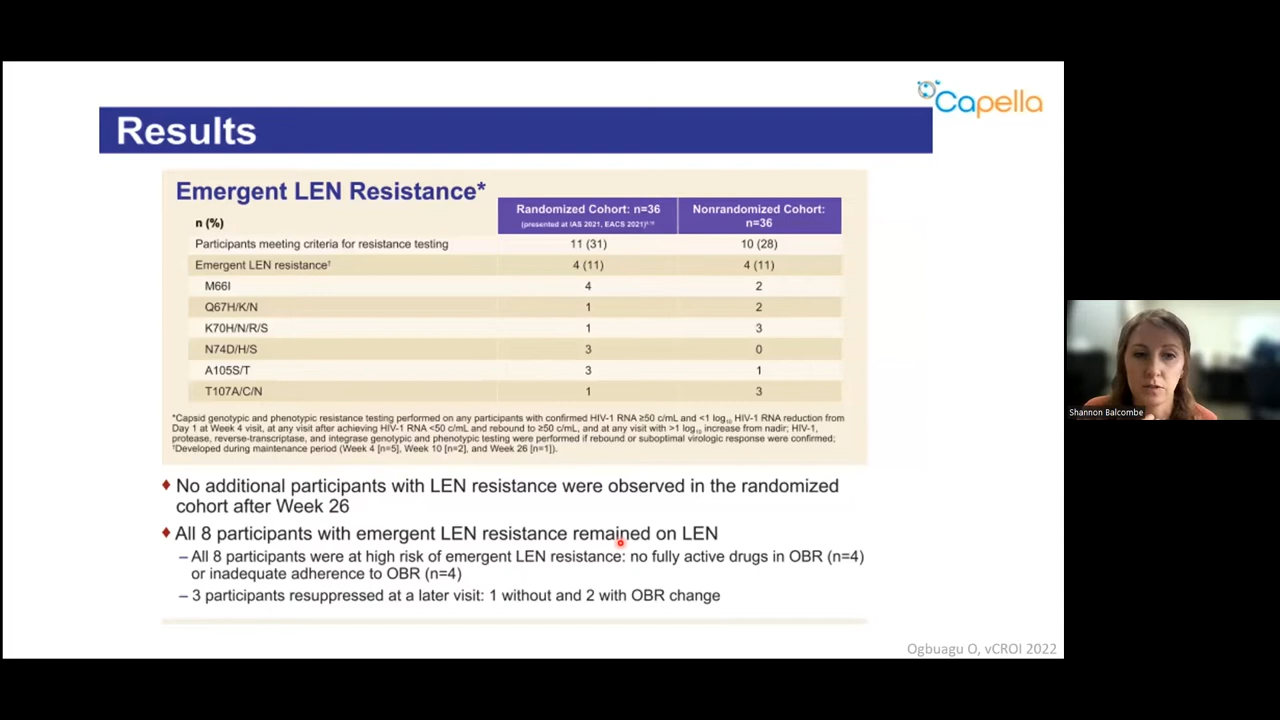 Capella
Results
Emergent LEN Resistance*
n (%)
Randomized Cohort: n=36
(presented at IAS 2021, EACS 2021)
Nonrandomized Cohort:
n=36
Participants meeting criteria for resistance testing 11 (31) 10 (28)
Emergent LEN resistance† 4 (11) 4 (11)
M66I 4 2
Q67H/K/N 1 2
K70H/N/R/S 1 3
N74D/H/S 3 0
A105S/T 3 1
T107A/C/N 1 3
*Capsid genotypic and phenotypic resistance testing performed on any participants with confirmed HIV-1 RNA ≥50 c/mL and <1 log₁₀ HIV-1 RNA reduction from
Day 1 at Week 4 visit, at any visit after achieving HIV-1 RNA <50 c/mL and rebound to ≥50 c/mL, and at any visit with >1 log₁₀ increase from nadir; HIV-1,
protease, reverse-transcriptase, and integrase genotypic and phenotypic testing were performed if rebound or suboptimal virologic response were confirmed;
†Developed during maintenance period (Week 4 [n=5], Week 10 [n=2], and Week 26 [n=1]).
♦ No additional participants with LEN resistance were observed in the randomized
cohort after Week 26
♦ All 8 participants with emergent LEN resistance remained on LEN
– All 8 participants were at high risk of emergent LEN resistance: no fully active drugs in OBR (n=4)
or inadequate adherence to OBR (n=4)
– 3 participants resuppressed at a later visit: 1 without and 2 with OBR change
Ogbuagu O, vCROI 2022
Shannon Balcombe